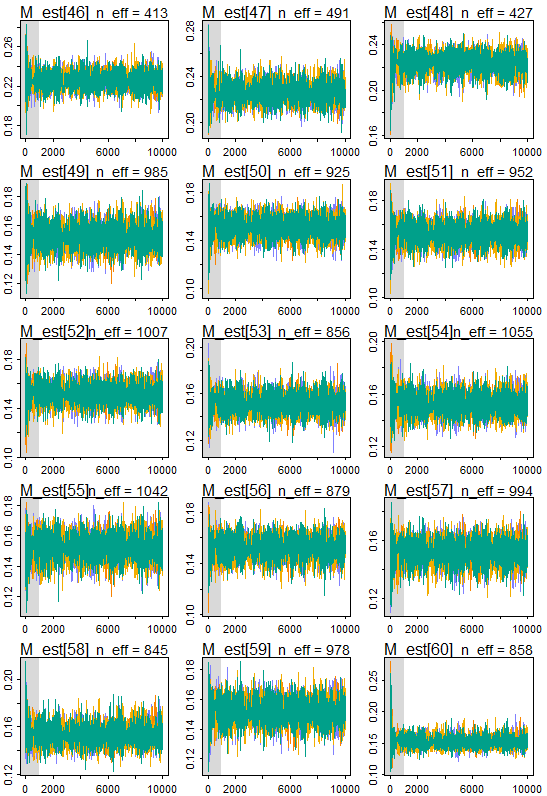 M_est[46] n_eff = 413 M_est[47] n_eff = 491 M_est[48] n_eff = 427
0.18 0.22 0.26 0.20 0.24 0.28 0.16 0.20 0.24
0 2000 6000 10000 0 2000 6000 10000 0 2000 6000 10000
M_est[49] n_eff = 985 M_est[50] n_eff = 925 M_est[51] n_eff = 952
0.12 0.14 0.16 0.18 0.10 0.14 0.18 0.10 0.14 0.18
0 2000 6000 10000 0 2000 6000 10000 0 2000 6000 10000
M_est[52]n_eff = 1007 M_est[53] n_eff = 856 M_est[54]n_eff = 1055
0.10 0.14 0.18 0.12 0.16 0.20 0.12 0.16 0.20
0 2000 6000 10000 0 2000 6000 10000 0 2000 6000 10000
M_est[55]n_eff = 1042 M_est[56] n_eff = 879 M_est[57] n_eff = 994
0.12 0.14 0.16 0.18 0.10 0.14 0.18 0.12 0.16
0 2000 6000 10000 0 2000 6000 10000 0 2000 6000 10000
M_est[58] n_eff = 845 M_est[59] n_eff = 978 M_est[60] n_eff = 858
0.12 0.16 0.20 0.12 0.14 0.16 0.18 0.10 0.15 0.20 0.25
0 2000 6000 10000 0 2000 6000 10000 0 2000 6000 10000